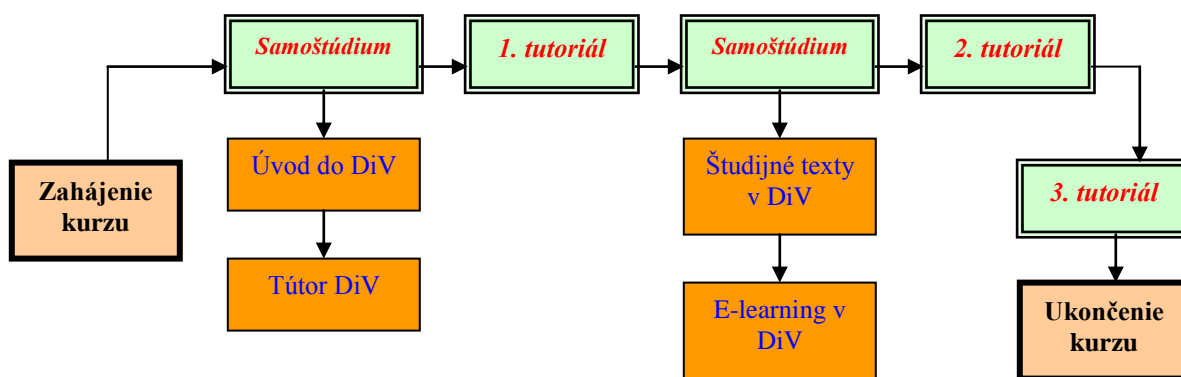 Samoštúdium
1. tutoriál
Samoštúdium
2. tutoriál
Úvod do DiV
Študijné texty
v DiV
Zahájenie
kurzu
3. tutoriál
Tútor DiV
E-learning v
DiV
Ukončenie
kurzu